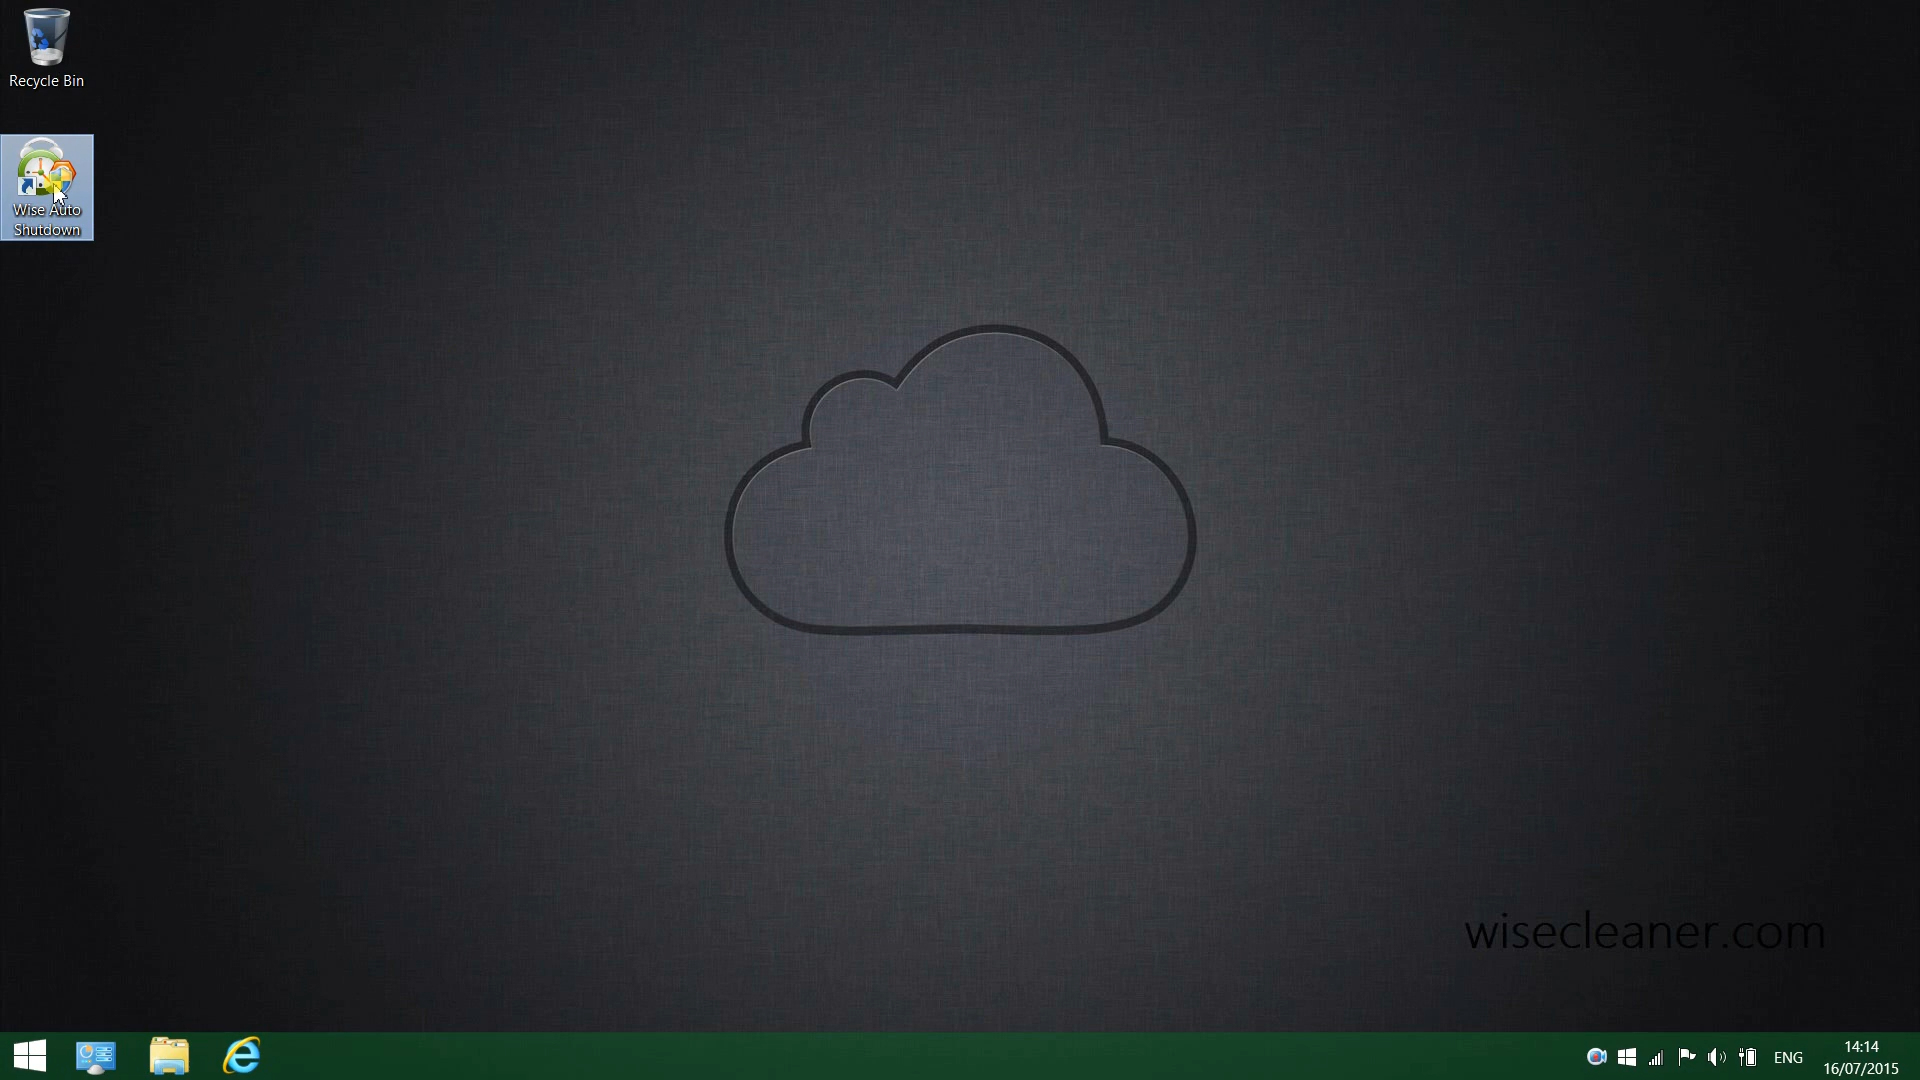 Recycle Bin
Wise Auto
Shutdown
wisecleaner.com
ENG
14:14
16/07/2015